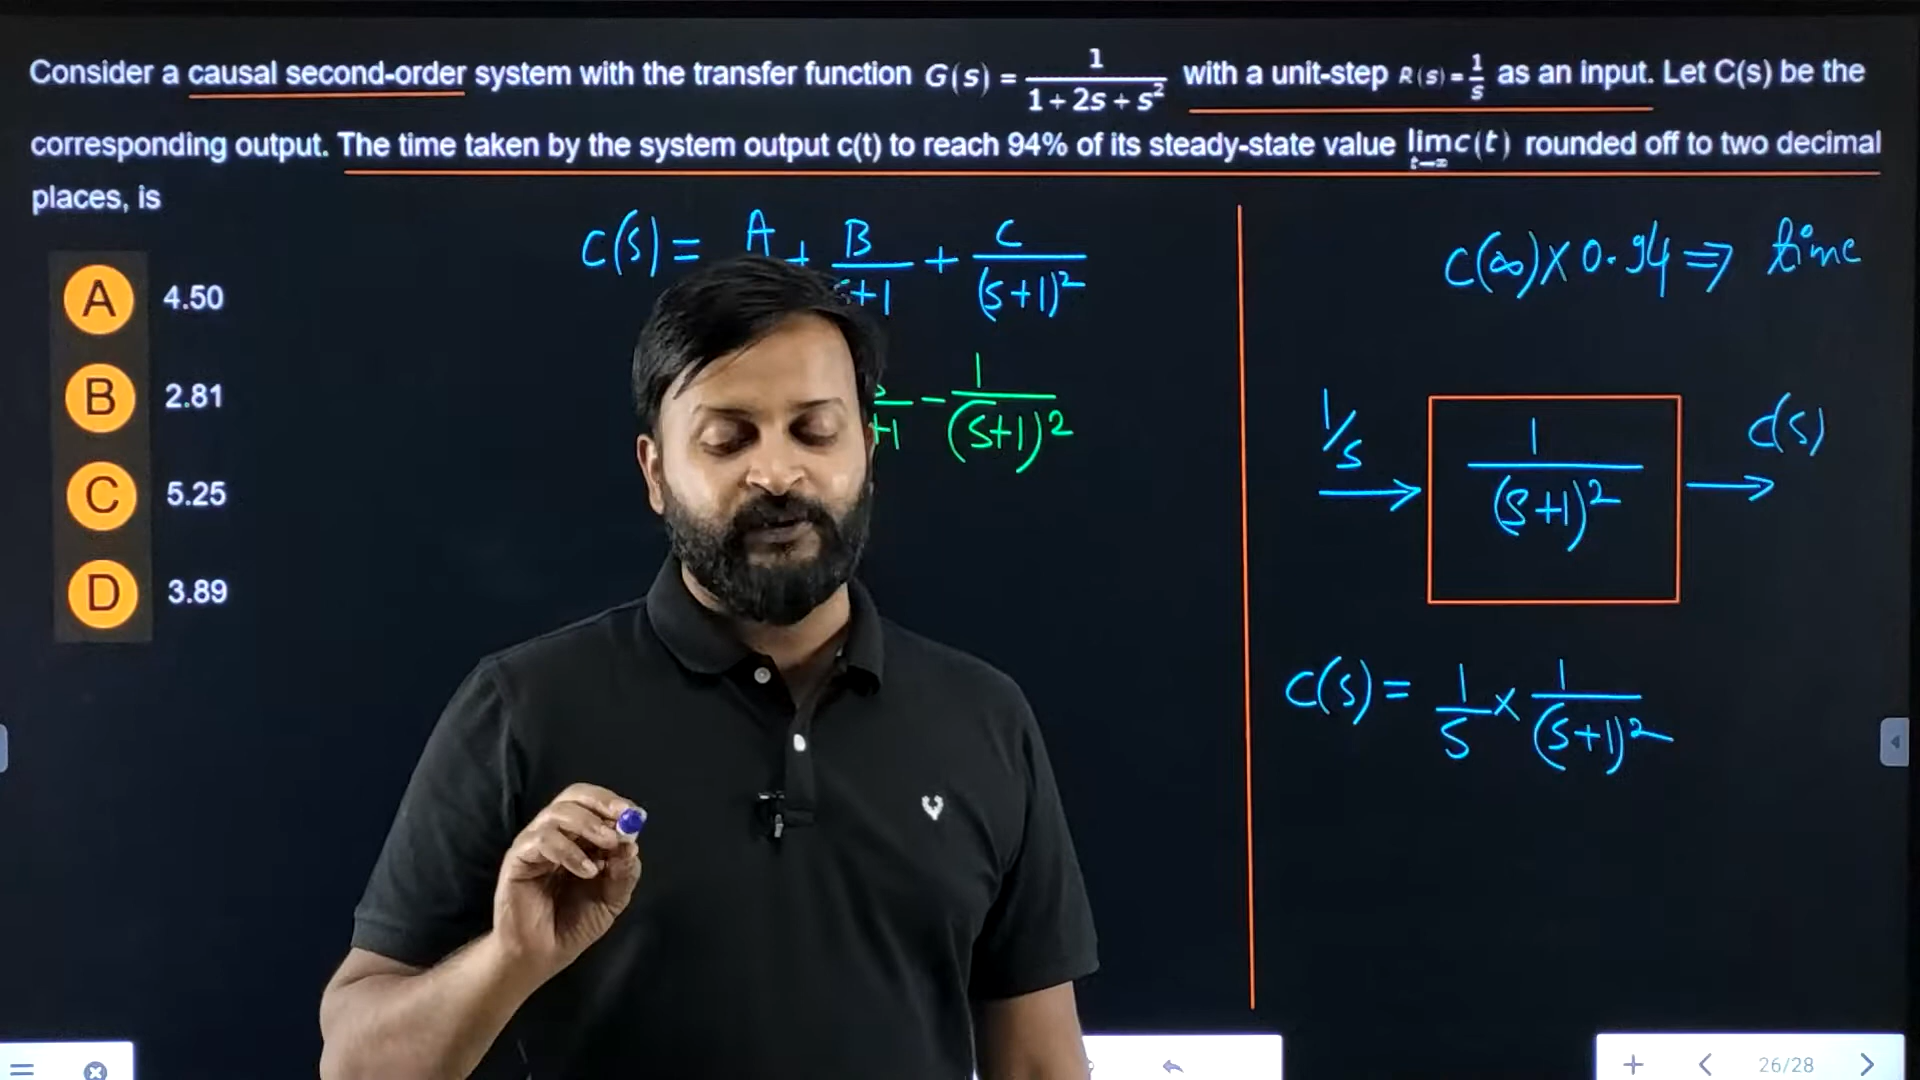 Consider a causal second-order system with the transfer function G(s) = 1/(1+2s+s²) with a unit-step R(s)=1/s as an input. Let C(s) be the
corresponding output. The time taken by the system output c(t) to reach 94% of its steady-state value lim t→∞ c(t) rounded off to two decimal
places, is
A 4.50
B 2.81
C 5.25
D 3.89
C(s) = A + B/(s+1) + C/(s+1)²
- 1/(s+1)²
C(∞) × 0.94 ⇒ time
1/s → 1/(s+1)² → C(s)
C(s) = 1/s × 1/(s+1)²
26/28